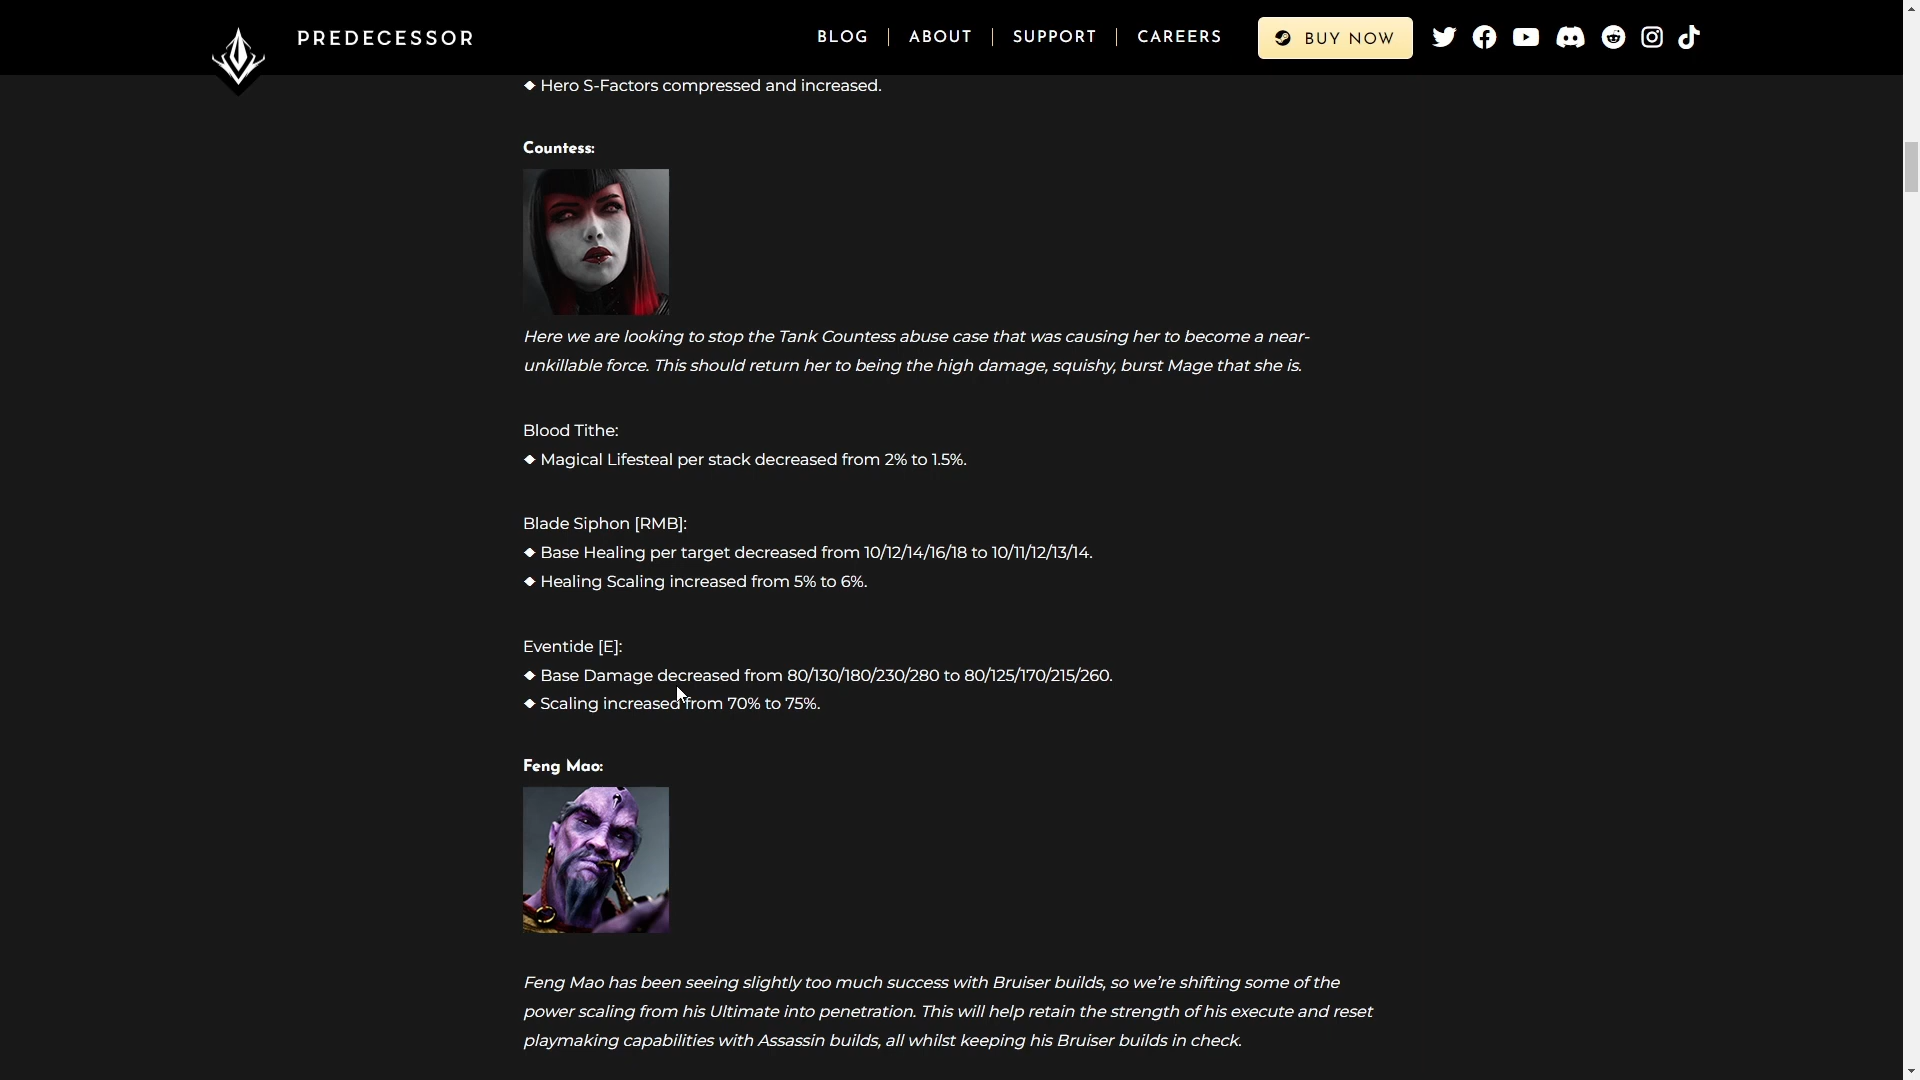 PREDECESSOR
BLOG
ABOUT
SUPPORT
CAREERS
BUY NOW
◆ Hero S-Factors compressed and increased.
Countess:
Here we are looking to stop the Tank Countess abuse case that was causing her to become a near-
unkillable force. This should return her to being the high damage, squishy, burst Mage that she is.
Blood Tithe:
◆ Magical Lifesteal per stack decreased from 2% to 1.5%.
Blade Siphon [RMB]:
◆ Base Healing per target decreased from 10/12/14/16/18 to 10/11/12/13/14.
◆ Healing Scaling increased from 5% to 6%.
Eventide [E]:
◆ Base Damage decreased from 80/130/180/230/280 to 80/125/170/215/260.
◆ Scaling increased from 70% to 75%.
Feng Mao:
Feng Mao has been seeing slightly too much success with Bruiser builds, so we’re shifting some of the
power scaling from his Ultimate into penetration. This will help retain the strength of his execute and reset
playmaking capabilities with Assassin builds, all whilst keeping his Bruiser builds in check.